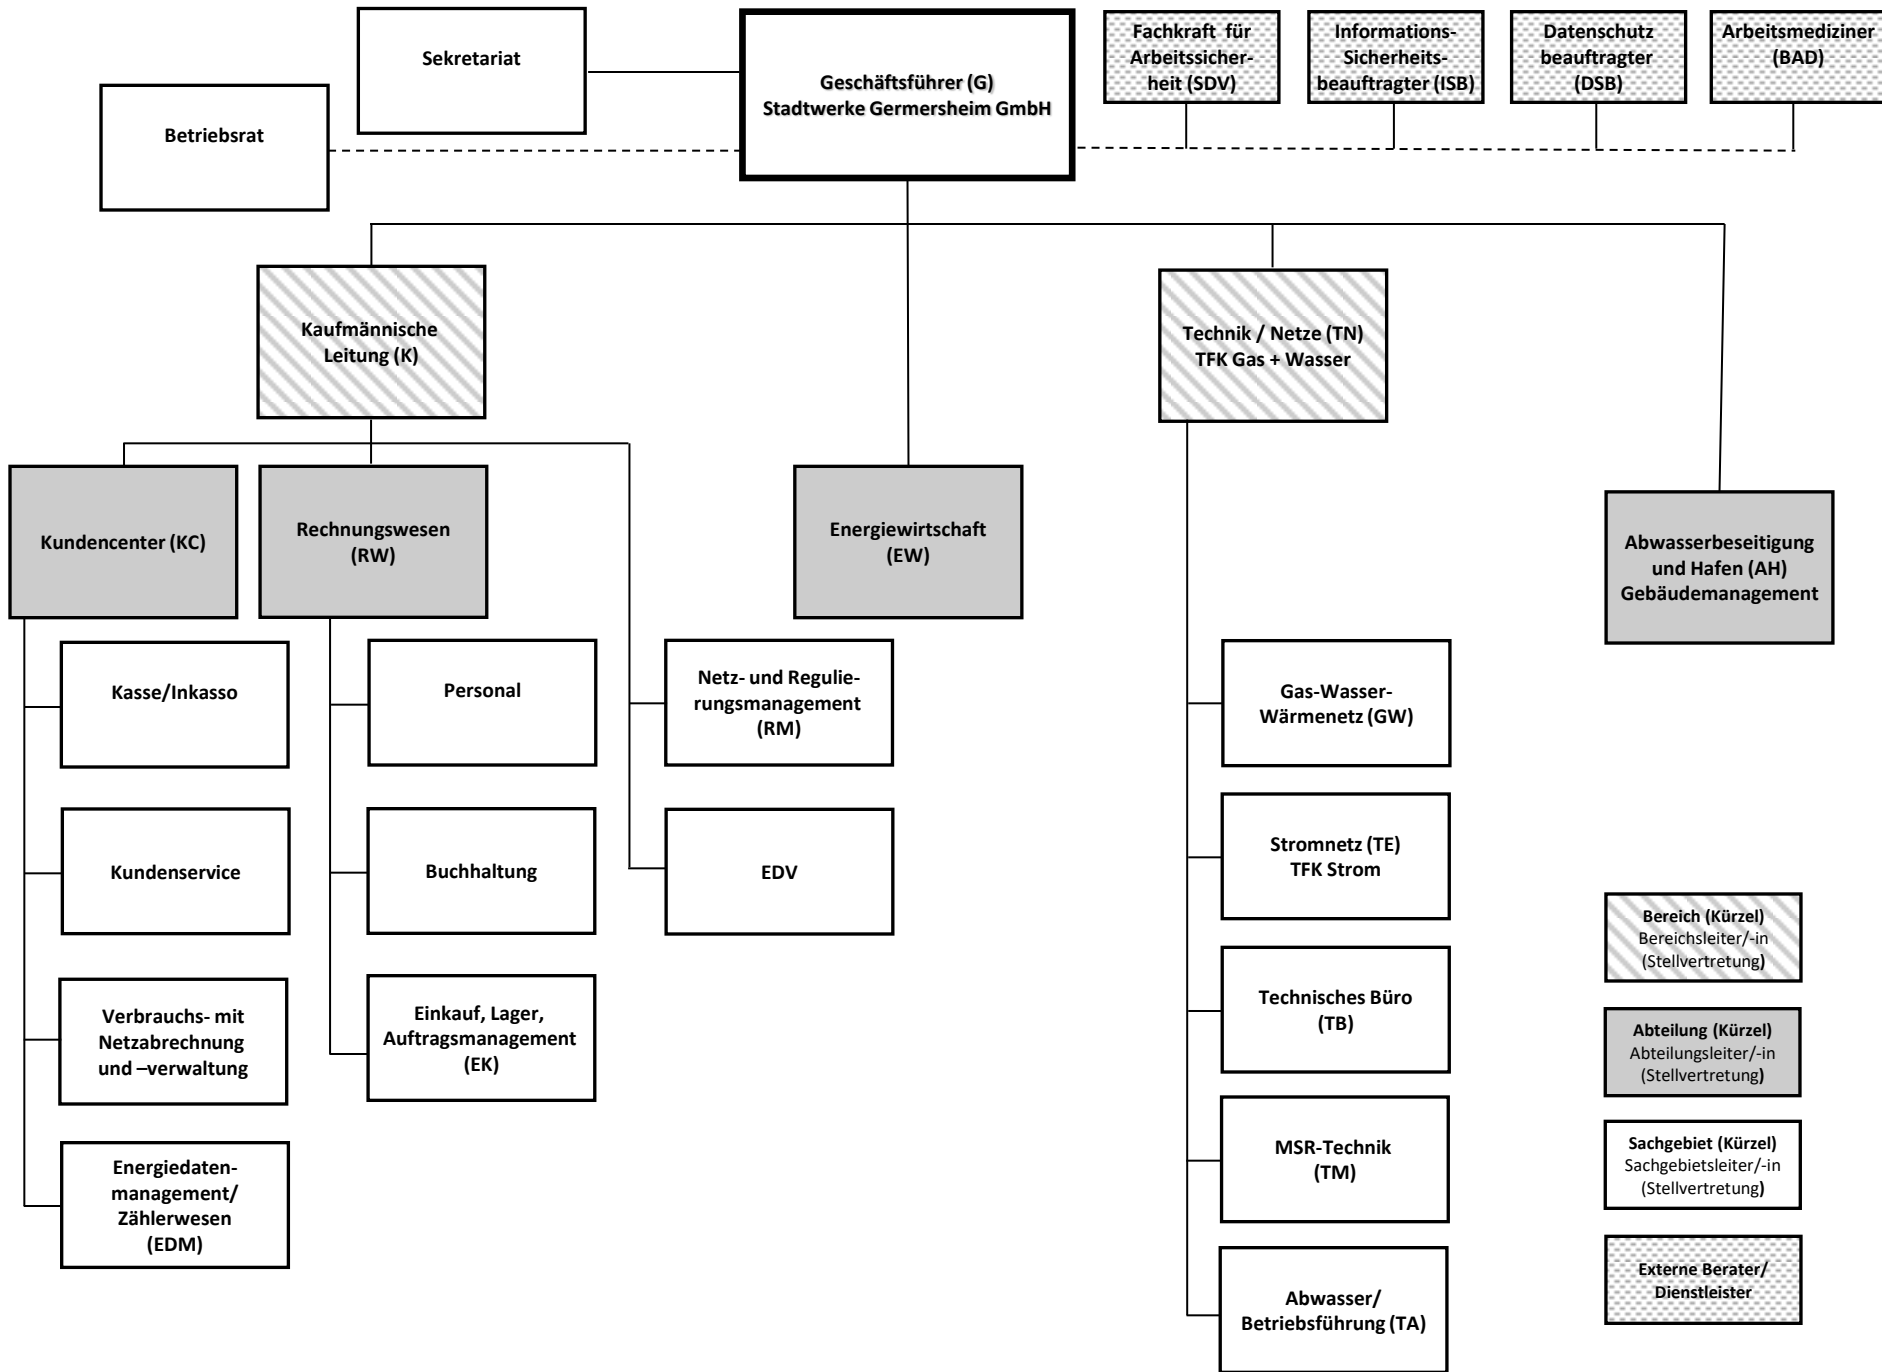 Sekretariat
Geschäftsführer (G)
Stadtwerke Germersheim GmbH
Fachkraft für
Arbeitssicher-
heit (SDV)
Informations-
Sicherheits-
beauftragter (ISB)
Datenschutz
beauftragter
(DSB)
Arbeitsmediziner
(BAD)
Betriebsrat
Kaufmännische
Leitung (K)
Technik / Netze (TN)
TFK Gas + Wasser
Kundencenter (KC)
Rechnungswesen
(RW)
Energiewirtschaft
(EW)
Abwasserbeseitigung
und Hafen (AH)
Gebäudemanagement
Kasse/Inkasso
Kundenservice
Verbrauchs- mit
Netzabrechnung
und –verwaltung
Energiedaten-
management/
Zählerwesen
(EDM)
Personal
Buchhaltung
Einkauf, Lager,
Auftragsmanagement
(EK)
Netz- und Regulie-
rungsmanagement
(RM)
EDV
Gas-Wasser-
Wärmenetz (GW)
Stromnetz (TE)
TFK Strom
Technisches Büro
(TB)
MSR-Technik
(TM)
Abwasser/
Betriebsführung (TA)
Bereich (Kürzel)
Bereichsleiter/-in
(Stellvertretung)
Abteilung (Kürzel)
Abteilungsleiter/-in
(Stellvertretung)
Sachgebiet (Kürzel)
Sachgebietsleiter/-in
(Stellvertretung)
Externe Berater/
Dienstleister